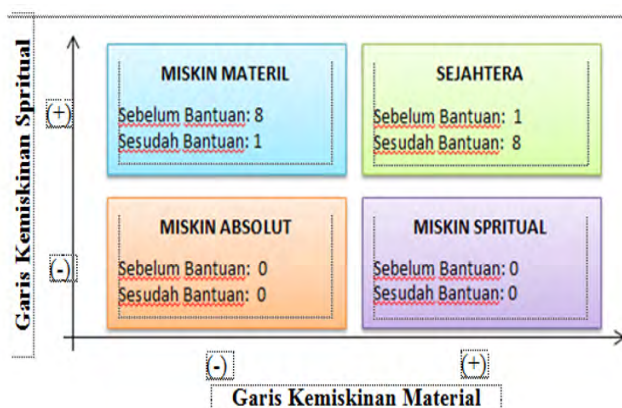 Garis Kemiskinan Spritual
(+)
(-)
MISKIN MATERIL
Sebelum Bantuan: 8
Sesudah Bantuan: 1
SEJAHTERA
Sebelum Bantuan: 1
Sesudah Bantuan: 8
MISKIN ABSOLUT
Sebelum Bantuan: 0
Sesudah Bantuan: 0
MISKIN SPRITUAL
Sebelum Bantuan: 0
Sesudah Bantuan: 0
(-)
(+)
Garis Kemiskinan Material